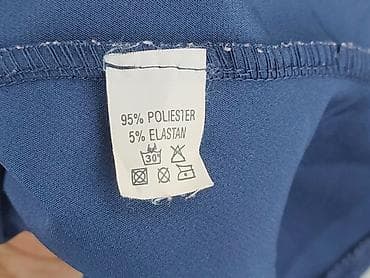 95% POLIESTER
5% ELASTAN
30°